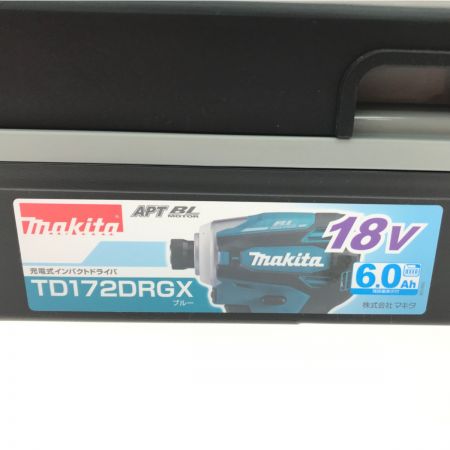 makita
APT BL
MOTOR
BL
makita
18V
6.0Ah
充電式インパクトドライバ
TD172DRGX
ブルー
株式会社マキタ